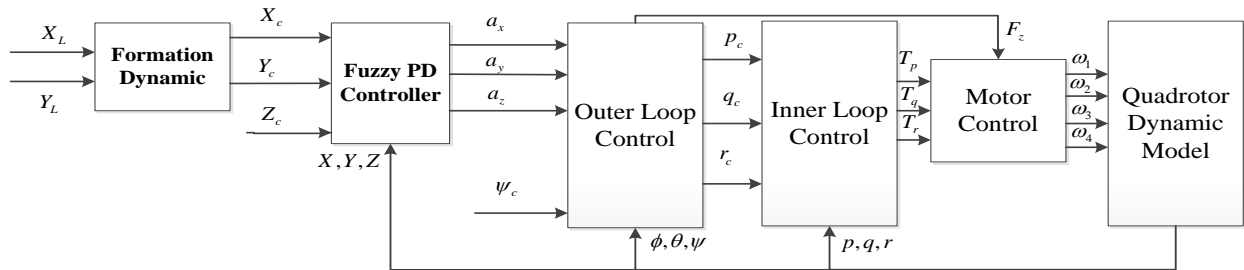 X_L
Y_L
Formation
Dynamic
X_c
Y_c
Z_c
Fuzzy PD
Controller
X, Y, Z
a_x
a_y
a_z
ψ_c
Outer Loop
Control
ϕ, θ, ψ
p_c
q_c
r_c
Inner Loop
Control
p, q, r
T_p
T_q
T_r
F_z
Motor
Control
ω_1
ω_2
ω_3
ω_4
Quadrotor
Dynamic
Model